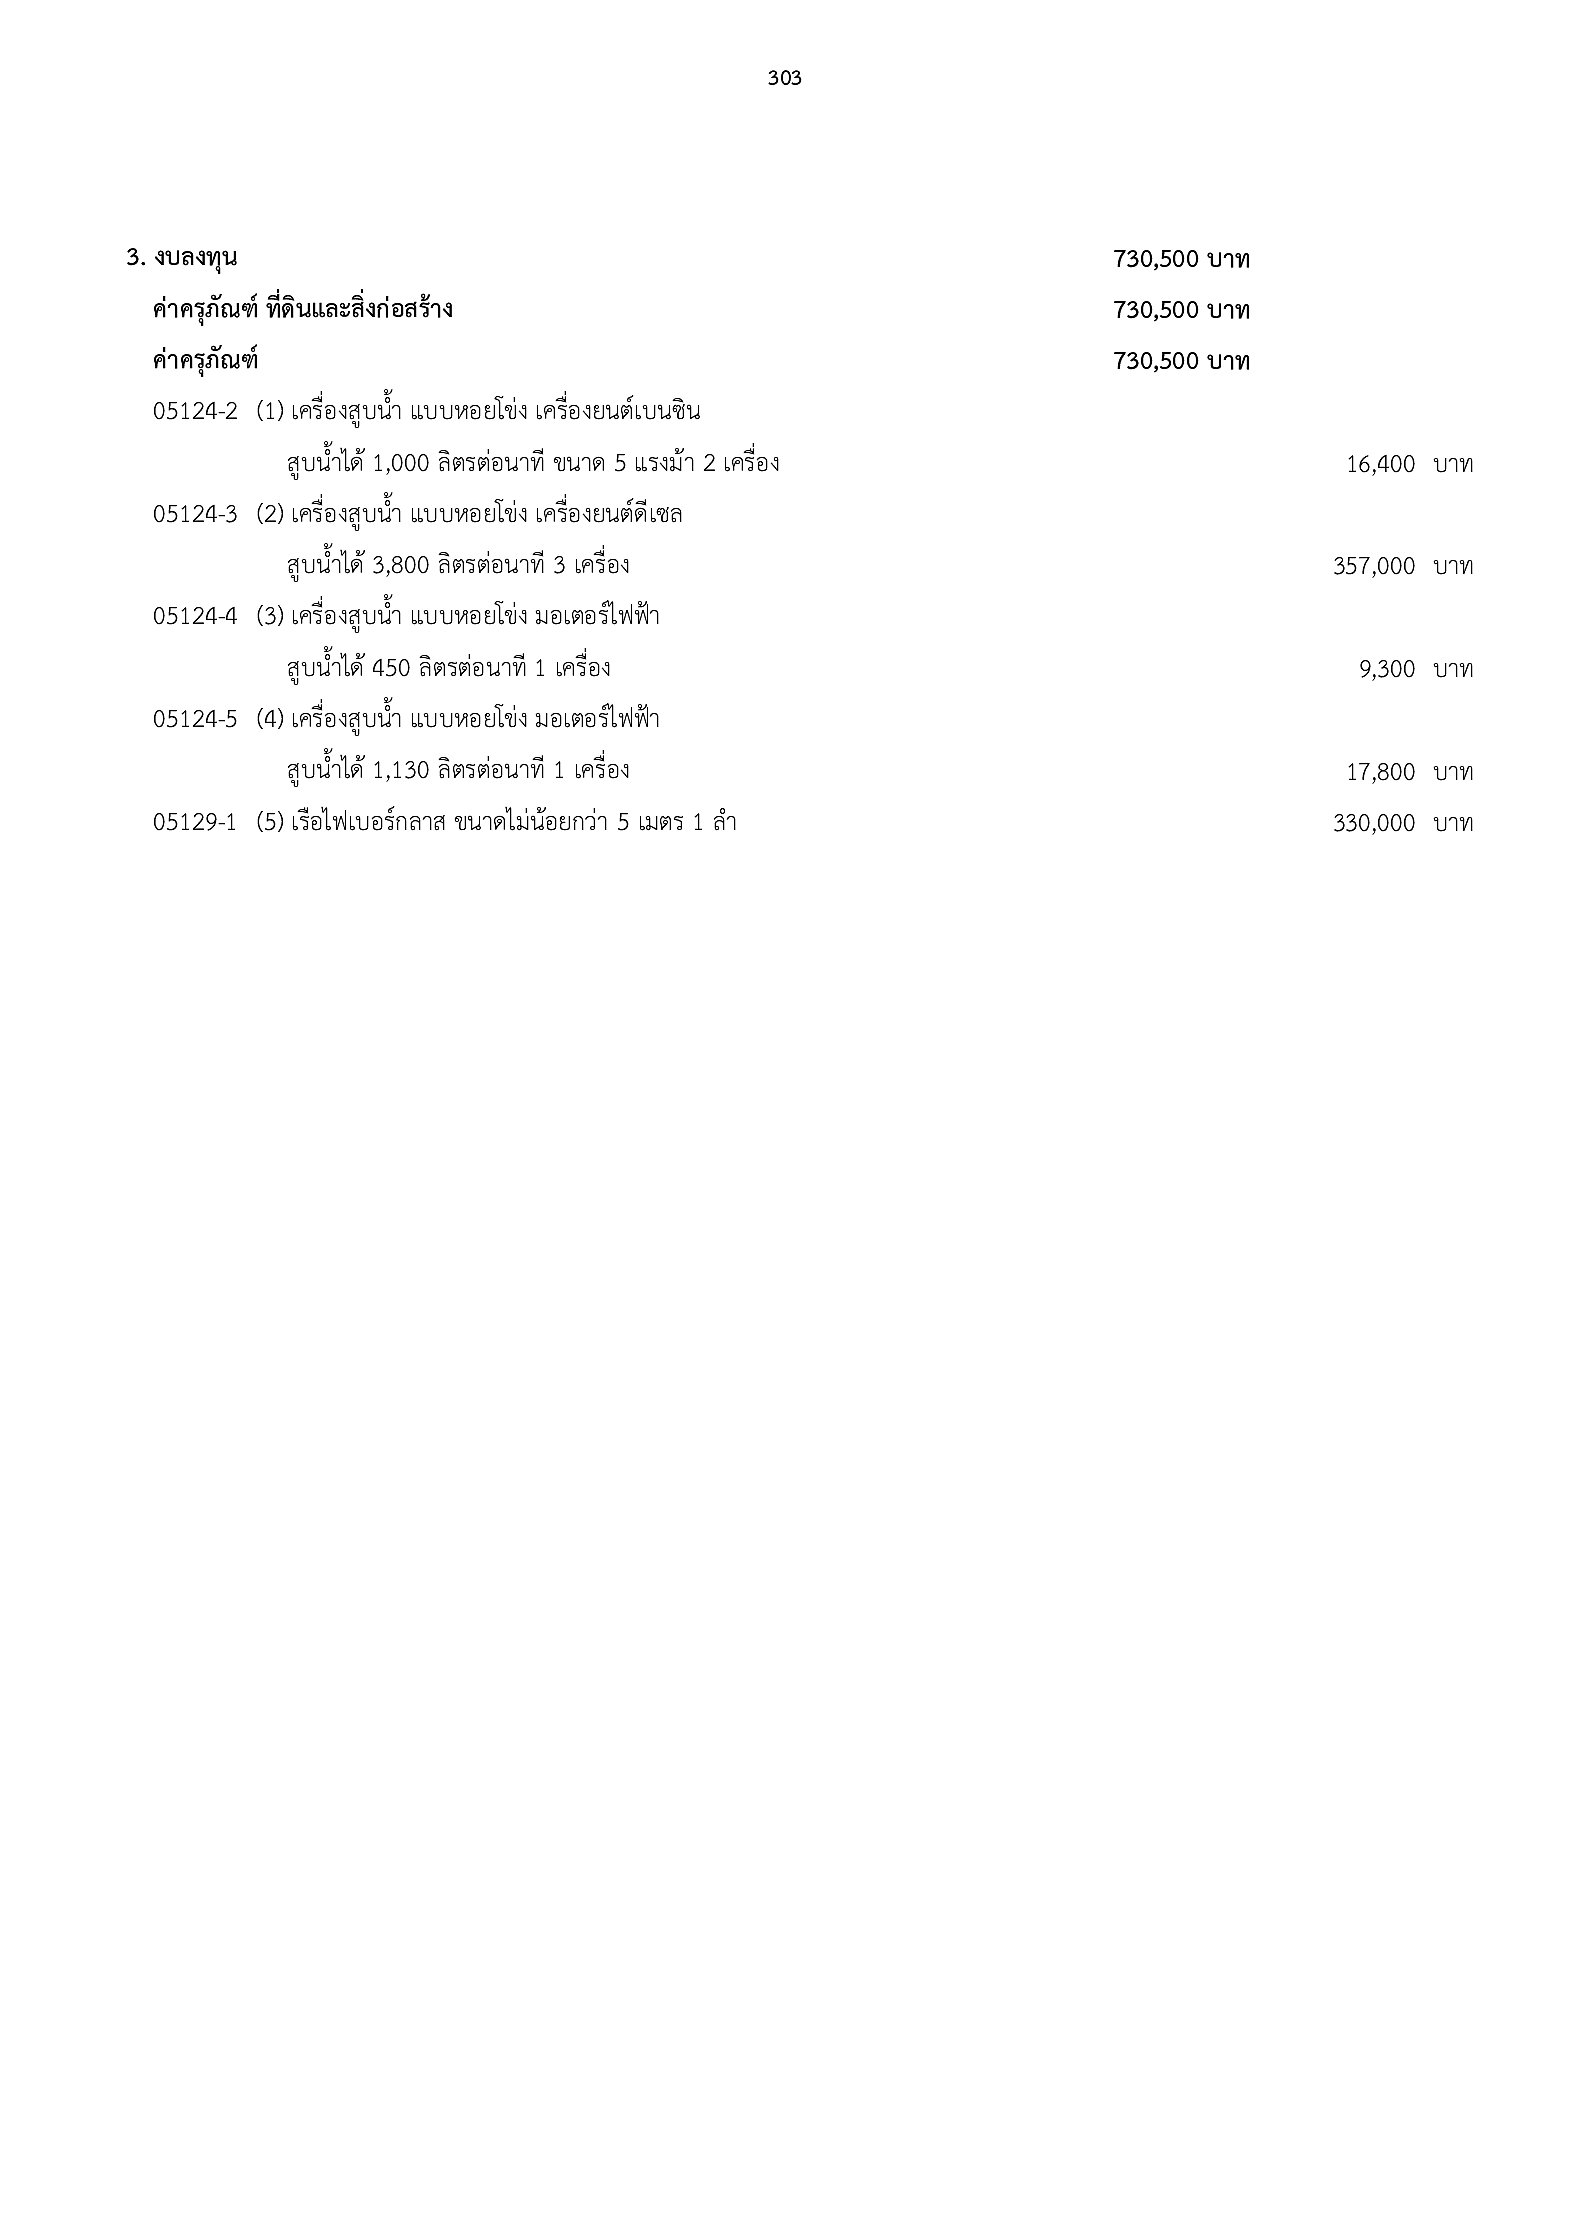 303
3. งบลงทุน 730,500 บาท
ค่าครุภัณฑ์ ที่ดินและสิ่งก่อสร้าง 730,500 บาท
ค่าครุภัณฑ์ 730,500 บาท
05124-2 (1) เครื่องสูบน้ำ แบบหอยโข่ง เครื่องยนต์เบนซิน
สูบน้ำได้ 1,000 ลิตรต่อนาที ขนาด 5 แรงม้า 2 เครื่อง 16,400 บาท
05124-3 (2) เครื่องสูบน้ำ แบบหอยโข่ง เครื่องยนต์ดีเซล
สูบน้ำได้ 3,800 ลิตรต่อนาที 3 เครื่อง 357,000 บาท
05124-4 (3) เครื่องสูบน้ำ แบบหอยโข่ง มอเตอร์ไฟฟ้า
สูบน้ำได้ 450 ลิตรต่อนาที 1 เครื่อง 9,300 บาท
05124-5 (4) เครื่องสูบน้ำ แบบหอยโข่ง มอเตอร์ไฟฟ้า
สูบน้ำได้ 1,130 ลิตรต่อนาที 1 เครื่อง 17,800 บาท
05129-1 (5) เรือไฟเบอร์กลาส ขนาดไม่น้อยกว่า 5 เมตร 1 ลำ 330,000 บาท